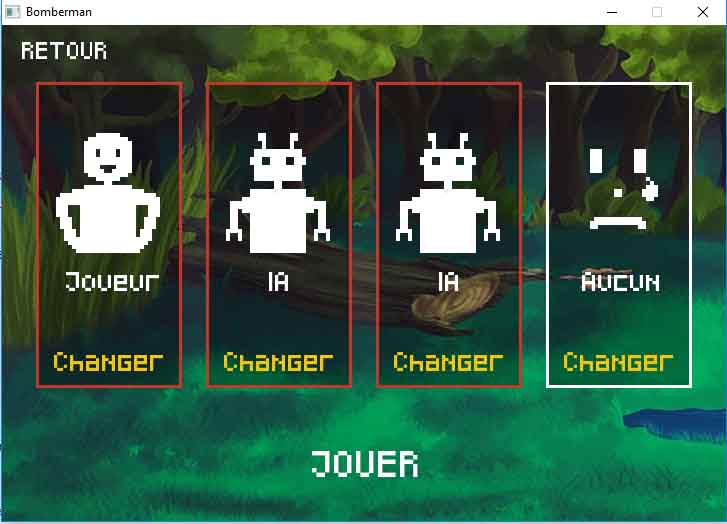 Bomberman
RETOUR
Joueur
IA
IA
Aucun
Changer
Changer
Changer
Changer
JOUER